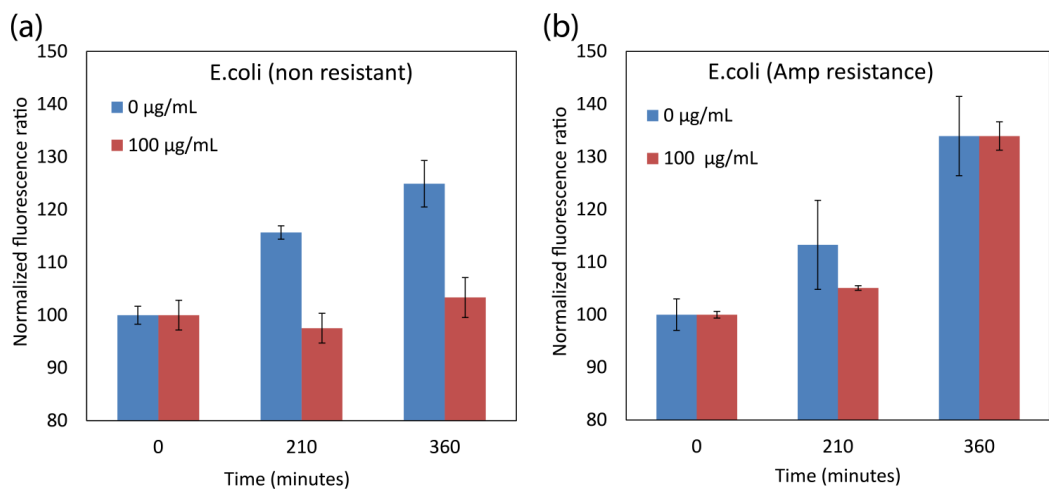 (a)
E.coli (non resistant)
0 µg/mL
100 µg/mL
Normalized fluorescence ratio
150
140
130
120
110
100
90
80
0 210 360
Time (minutes)
(b)
E.coli (Amp resistance)
0 µg/mL
100 µg/mL
Normalized fluorescence ratio
150
140
130
120
110
100
90
80
0 210 360
Time (minutes)